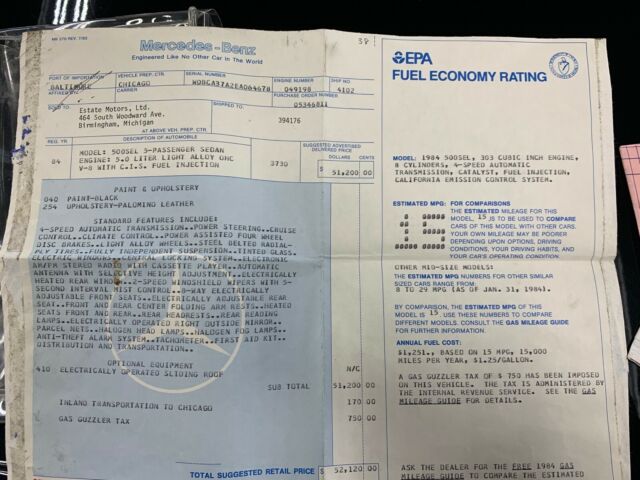 MB 279 REV. 7/83
38
Mercedes-Benz
Engineered Like No Other Car In The World
PORT OF IMPORTATION
VEHICLE PREP. CTR.
SERIAL NUMBER
ENGINE NUMBER
SHIP NO
BALTIMORE
CHICAGO
049198
4102
CARRIER
PURCHASE ORDER NUMBER
05346811
SOLD TO:
Estate Motors, Ltd.
464 South Woodward Ave.
Birmingham, Michigan
SHIPPED TO:
394176
AT ABOVE VEH. PREP. CTR.
REG. YR
DESCRIPTION OF AUTOMOBILE
SUGGESTED ADVERTISED DELIVERED
DOLLARS CENTS
84
MODEL: 500SEL 5-PASSENGER SEDAN
ENGINE: 5.0 LITER LIGHT ALLOY OHC
V-8 WITH C.I.S. FUEL INJECTION
3730
$ 51,200 00
PAINT & UPHOLSTERY
040 PAINT-BLACK
254 UPHOLSTERY-PALOMINO LEATHER
STANDARD FEATURES INCLUDE:
4-SPEED AUTOMATIC TRANSMISSION..POWER STEERING..CRUISE
CONTROL..CLIMATE CONTROL..POWER ASSISTED FOUR WHEEL
DISC BRAKES..LIGHT ALLOY WHEELS..STEEL BELTED RADIAL-
PLY TIRES..FULLY INDEPENDENT SUSPENSION..TINTED GLASS..
ELECTRIC WINDOWS..CENTRAL LOCKING SYSTEM..ELECTRONIC
AM/FM STEREO RADIO WITH CASSETTE PLAYER..AUTOMATIC
ANTENNA WITH SELECTIVE HEIGHT ADJUSTMENT..ELECTRICALLY
HEATED REAR WINDOW..2-SPEED WINDSHIELD WIPERS WITH 5-
SECOND INTERVAL MIST CONTROL..8-WAY ELECTRICALLY
ADJUSTABLE FRONT SEATS..ELECTRICALLY ADJUSTABLE REAR
SEAT..FRONT AND REAR CENTER FOLDING ARM RESTS..HEATED
SEATS FRONT AND REAR..REAR HEADRESTS..REAR READING
LAMPS..ELECTRICALLY OPERATED RIGHT OUTSIDE MIRROR..
PARCEL NETS..HALOGEN HEAD LAMPS..HALOGEN FOG LAMPS..
ANTI-THEFT ALARM SYSTEM..TACHOMETER..FIRST AID KIT..
DISTRIBUTION AND TRANSPORTATION..
OPTIONAL EQUIPMENT
410 ELECTRICALLY OPERATED SLIDING ROOF
N/C
SUB TOTAL 51,200 00
INLAND TRANSPORTATION TO CHICAGO 170 00
GAS GUZZLER TAX 750 00
TOTAL SUGGESTED RETAIL PRICE $ 52,120 00
EPA
FUEL ECONOMY RATING
MODEL: 1984 500SEL, 303 CUBIC INCH ENGINE,
8 CYLINDERS, 4-SPEED AUTOMATIC
TRANSMISSION, CATALYST, FUEL INJECTION,
CALIFORNIA EMISSION CONTROL SYSTEM.
ESTIMATED MPG: FOR COMPARISONS
15
THE ESTIMATED MILEAGE FOR THIS
MODEL, 15 IS TO BE USED TO COMPARE
CARS OF THIS MODEL WITH OTHER CARS.
YOUR OWN MILEAGE MAY BE POORER
DEPENDING UPON OPTIONS, DRIVING
CONDITIONS, YOUR DRIVING HABITS, AND
YOUR CAR'S OPERATING CONDITION.
OTHER MID-SIZE MODELS:
THE ESTIMATED MPG NUMBERS FOR OTHER SIMILAR
SIZED CARS RANGE FROM:
8 TO 29 MPG (AS OF JAN. 31, 1984).
BY COMPARISON, THE ESTIMATED MPG OF
THIS MODEL IS 15 USE THESE NUMBERS TO COMPARE
DIFFERENT MODELS. CONSULT THE GAS MILEAGE GUIDE
FOR FURTHER INFORMATION.
ANNUAL FUEL COST:
$1,251., BASED ON 15 MPG, 15,000
MILES PER YEAR, $1.25/GALLON.
A GAS GUZZLER TAX OF $ 750 HAS BEEN IMPOSED
ON THIS VEHICLE. THE TAX IS ADMINISTERED BY
THE INTERNAL REVENUE SERVICE. SEE THE GAS
MILEAGE GUIDE FOR DETAILS.
ASK THE DEALER FOR THE FREE 1984 GAS
MILEAGE GUIDE TO COMPARE THE ESTIMATED